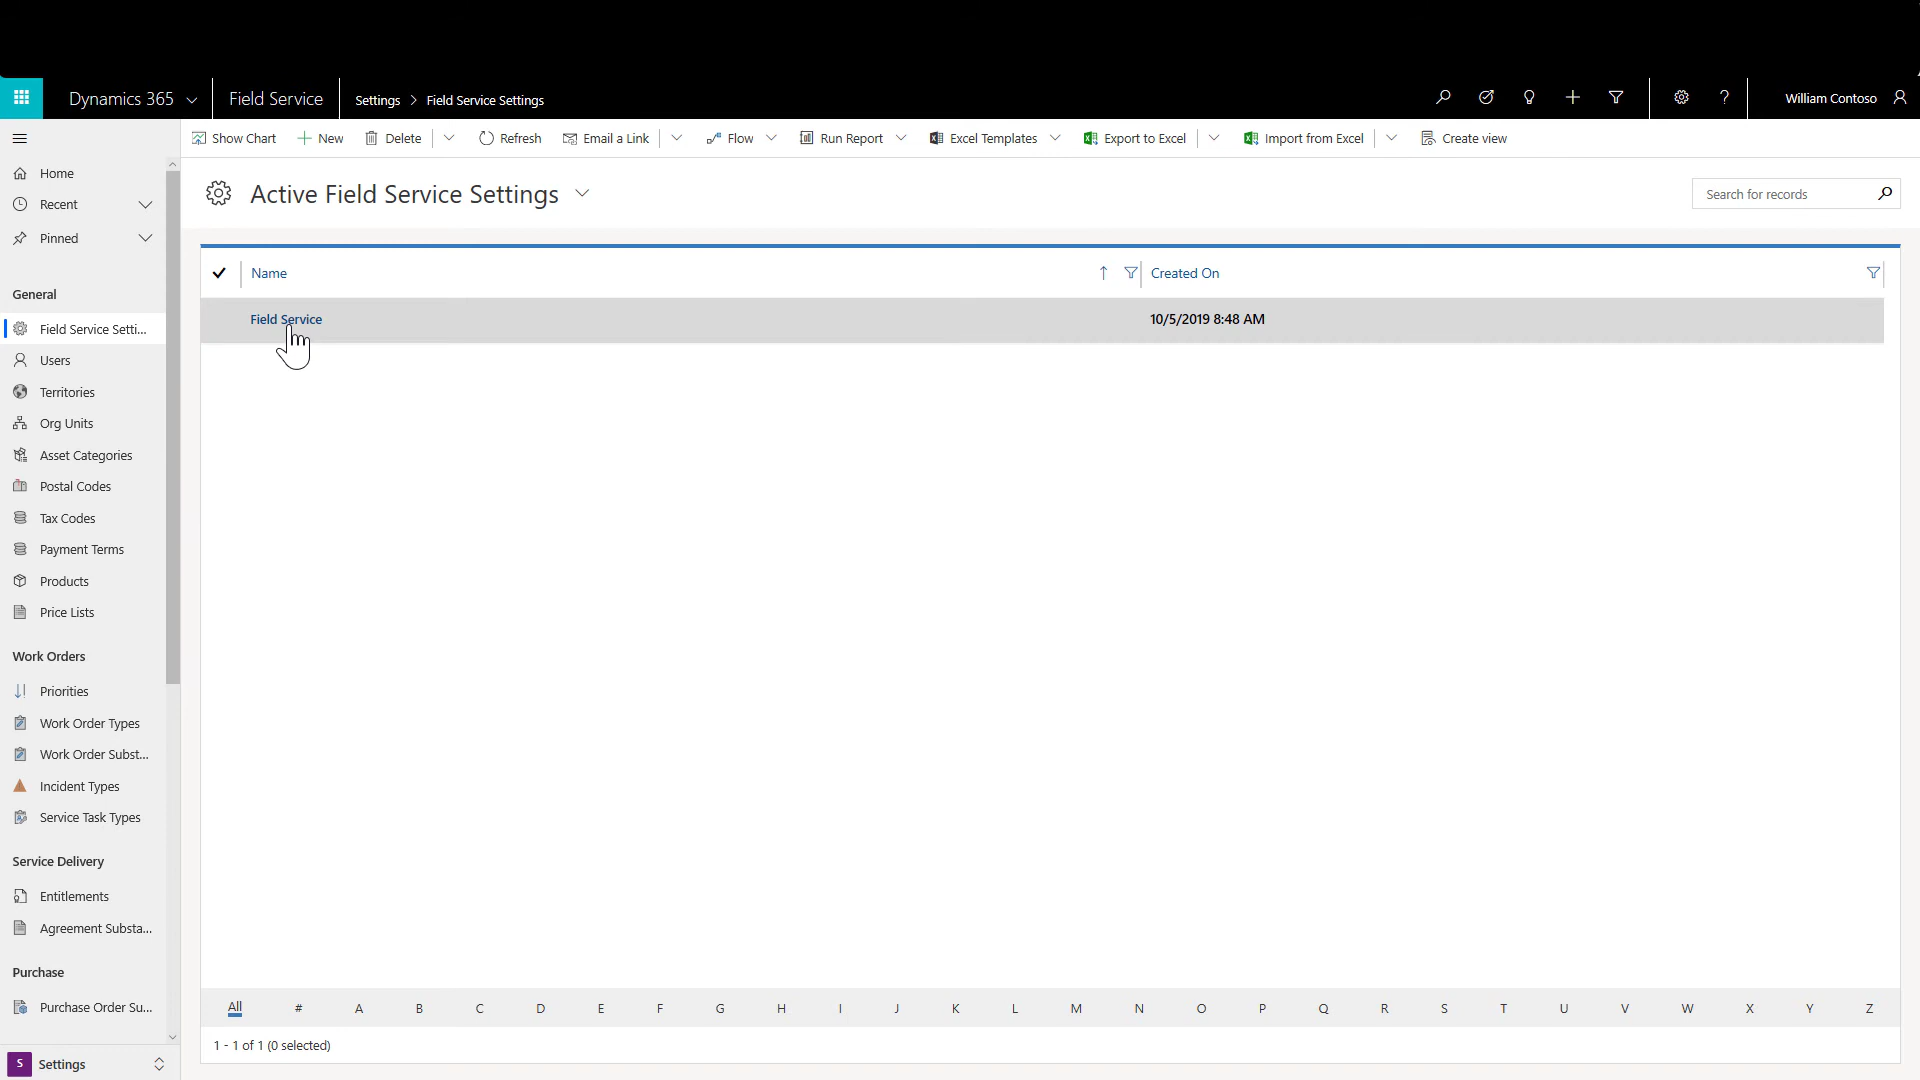 Dynamics 365
Field Service
Settings > Field Service Settings
?
William Contoso
Show Chart
New
Delete
Refresh
Email a Link
Flow
Run Report
Excel Templates
Export to Excel
Import from Excel
Create view
Home
Recent
Pinned
General
Field Service Setti...
Users
Territories
Org Units
Asset Categories
Postal Codes
Tax Codes
Payment Terms
Products
Price Lists
Work Orders
Priorities
Work Order Types
Work Order Subst...
Incident Types
Service Task Types
Service Delivery
Entitlements
Agreement Substa...
Purchase
Purchase Order Su...
S Settings
Active Field Service Settings
Search for records
Name
Created On
Field Service
10/5/2019 8:48 AM
All # A B C D E F G H I J K L M N O P Q R S T U V W X Y Z
1 - 1 of 1 (0 selected)